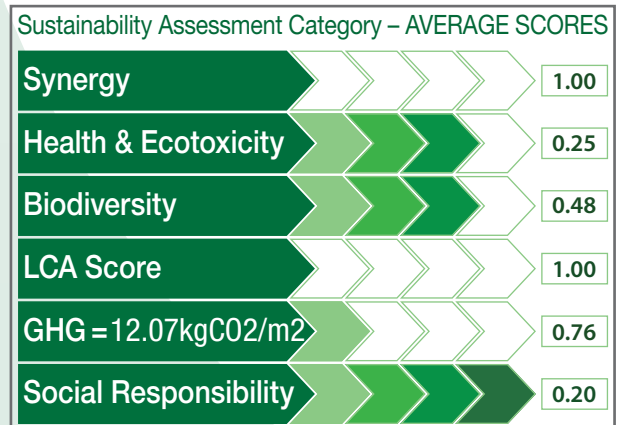 Sustainability Assessment Category – AVERAGE SCORES
Synergy 1.00
Health & Ecotoxicity 0.25
Biodiversity 0.48
LCA Score 1.00
GHG = 12.07kgCO2/m2 0.76
Social Responsibility 0.20